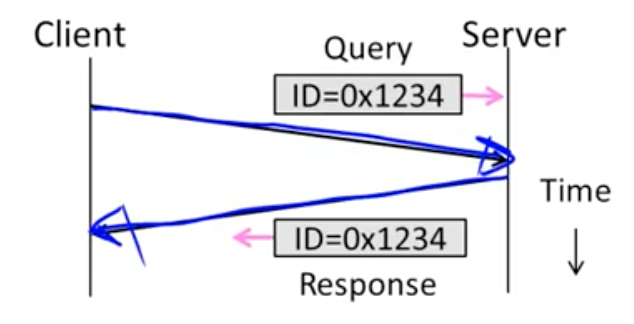 Client
Server
Query
ID=0x1234
Time
ID=0x1234
Response